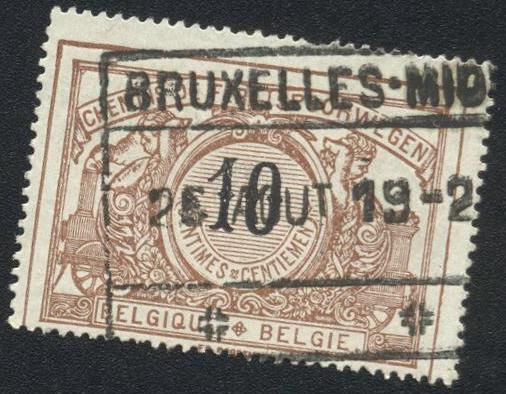 BRUXELLES-MID
CHEMINS DE FER SPOORWEGEN
10
AOUT 19-2
CENTIMES CENTIEMEN
BELGIQUE BELGIE